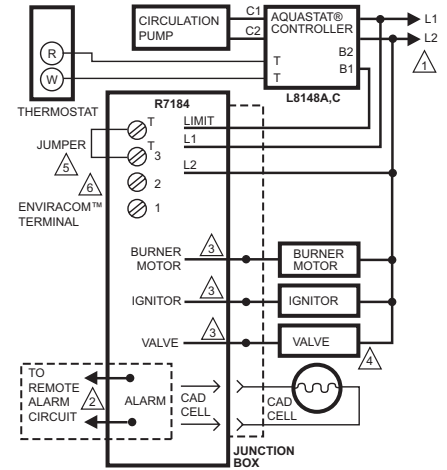 CIRCULATION
PUMP
C1
C2
AQUASTAT®
CONTROLLER
B2
B1
T
T
L8148A,C
L1
L2
1
R
W
THERMOSTAT
R7184
LIMIT
L1
L2
T
T
3
2
1
JUMPER
5
6
ENVIRACOM™
TERMINAL
BURNER
MOTOR
3
BURNER
MOTOR
IGNITOR
3
IGNITOR
VALVE
3
VALVE
4
TO
REMOTE
ALARM
CIRCUIT
2
ALARM
CAD
CELL
CAD
CELL
JUNCTION
BOX